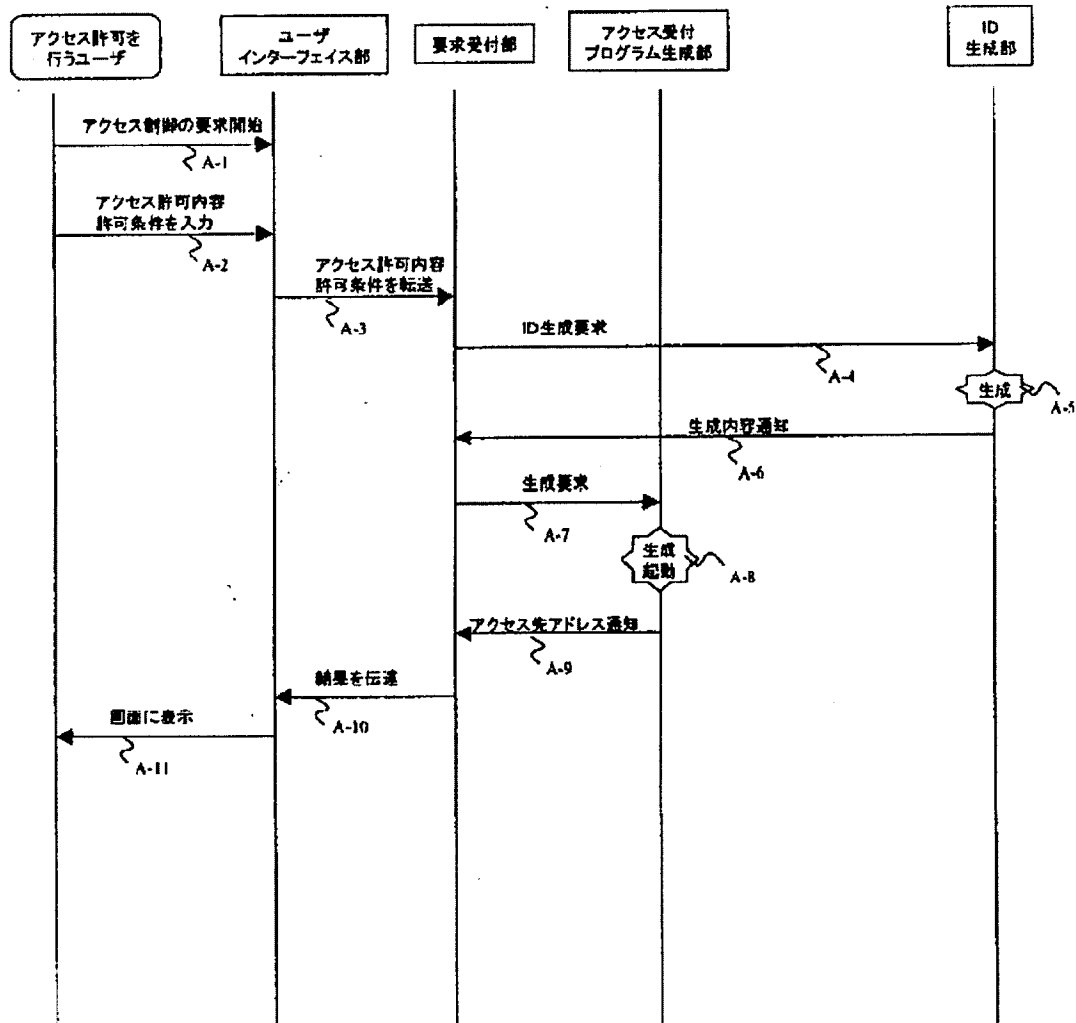 アクセス許可を
行うユーザ
ユーザ
インターフェイス部
要求受付部
アクセス受付
プログラム生成部
ID
生成部
アクセス制御の要求開始
A-1
アクセス許可内容
許可条件を入力
A-2
アクセス許可内容
許可条件を転送
A-3
ID生成要求
A-4
生成
A-5
生成内容通知
A-6
生成要求
A-7
生成
起動
A-8
アクセス先アドレス通知
A-9
結果を伝達
A-10
画面に表示
A-11